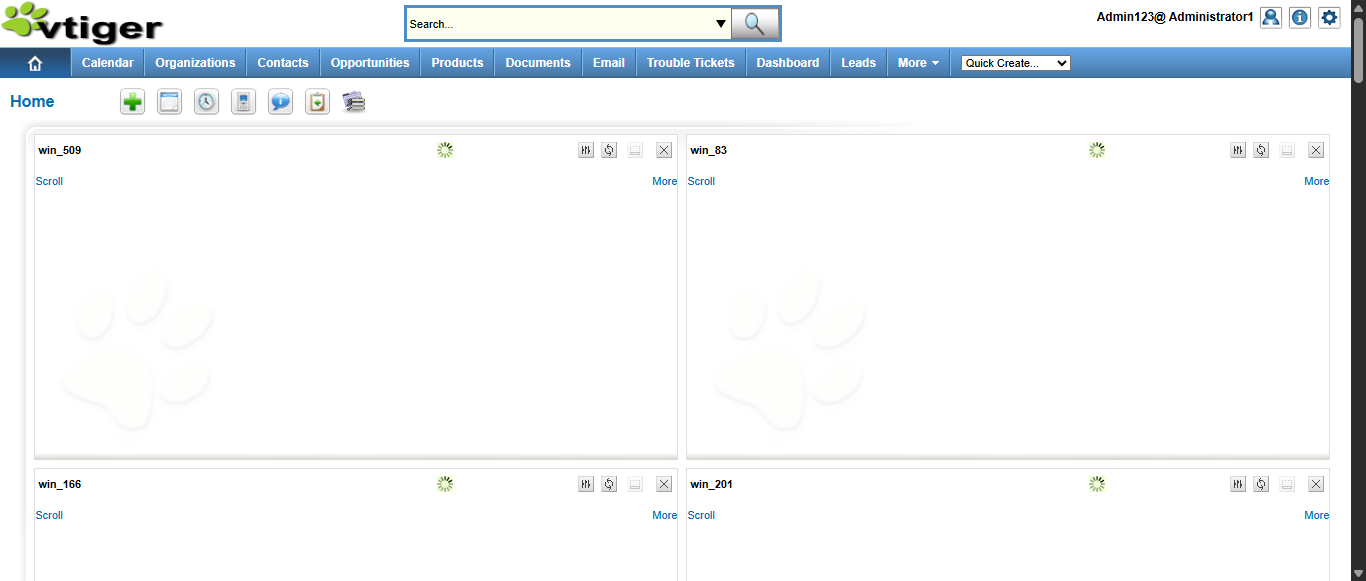 vtiger
Search...
Admin123@ Administrator1
Calendar Organizations Contacts Opportunities Products Documents Email Trouble Tickets Dashboard Leads More Quick Create...
Home
win_509
Scroll More
win_83
Scroll More
win_166
Scroll More
win_201
Scroll More